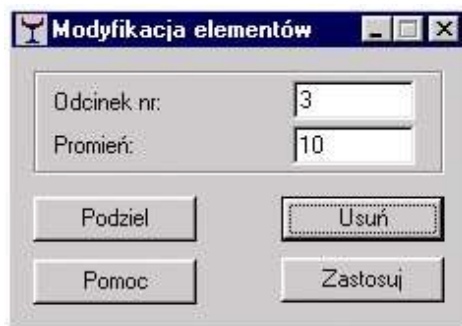 Modyfikacja elementów
Odcinek nr: 3
Promień: 10
Podziel Usuń
Pomoc Zastosuj